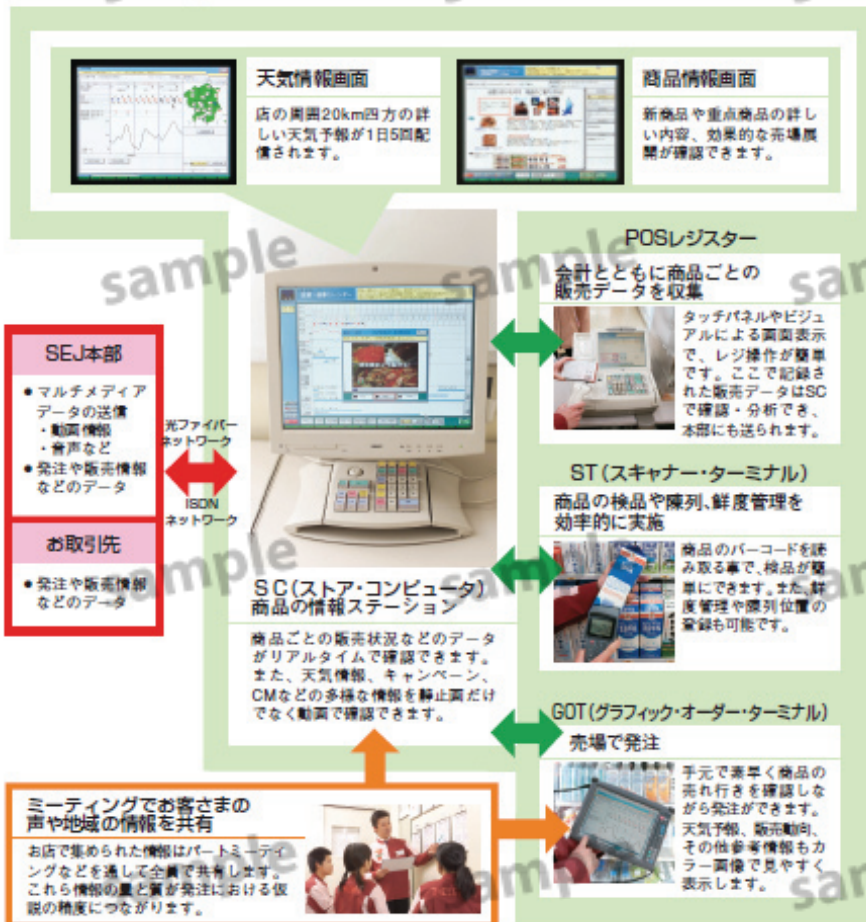 sample
天気情報画面
店の周囲20km四方の詳
しい天気予報が1日5回配
信されます。
商品情報画面
新商品や重点商品の詳し
い内容、効果的な売場展
開が確認できます。
sample
sample
sample
POSレジスター
会計とともに商品ごとの
販売データを収集
タッチパネルやビジュ
アルによる画面表示
で、レジ操作が簡単
です。ここで記録さ
れた販売データはSC
で確認・分析でき、
本部にも送られます。
SEJ本部
●マルチメディア
データの送信
・動画情報
・音声など
●発注や販売情報
などのデータ
光ファイバー
ネットワーク
ISDN
ネットワーク
お取引先
●発注や販売情報
などのデータ
ST(スキャナー・ターミナル)
商品の検品や陳列、鮮度管理を
効率的に実施
商品のバーコードを読
み取る事で、検品が簡
単にできます。また、鮮
度管理や陳列位置の
登録も可能です。
sample
sample
sample
SC(ストア・コンピュータ)
商品の情報ステーション
商品ごとの販売状況などのデータ
がリアルタイムで確認できます。
また、天気情報、キャンペーン、
CMなどの多様な情報を静止画だけ
でなく動画で確認できます。
GOT(グラフィック・オーダー・ターミナル)
売場で発注
手元で素早く商品の
売れ行きを確認しな
がら発注ができます。
天気予報、販売動向、
その他参考情報もカ
ラー画像で見やすく
表示します。
ミーティングでお客さまの
声や地域の情報を共有
お店で集められた情報はパートミーティ
ングなどを通して全員で共有します。
これら情報の量と質が発注における仮
説の精度につながります。
sample
sample
sample